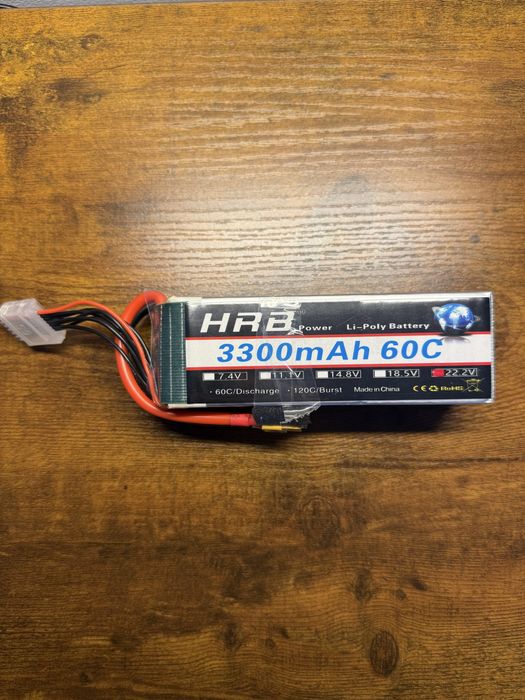 HRB Power Li-Poly Battery
3300mAh 60C
7.4V 11.1V 14.8V 18.5V 22.2V
· 60C/Discharge · 120C/Burst Made in China CE RoHS